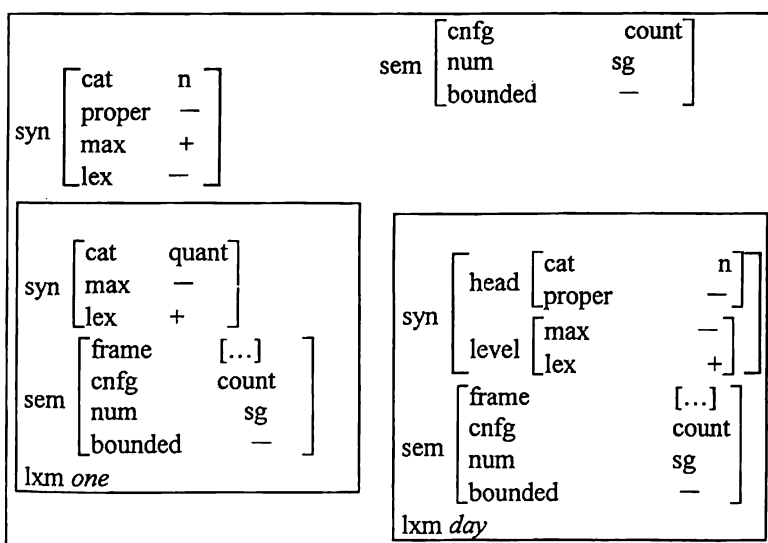 sem [cnfg count
num sg
bounded —]
syn [cat n
proper —
max +
lex —]
syn [cat quant
max —
lex +]
sem [frame [...]
cnfg count
num sg
bounded —]
lxm one
syn [head [cat n
proper —]
level [max —
lex +]]
sem [frame [...]
cnfg count
num sg
bounded —]
lxm day